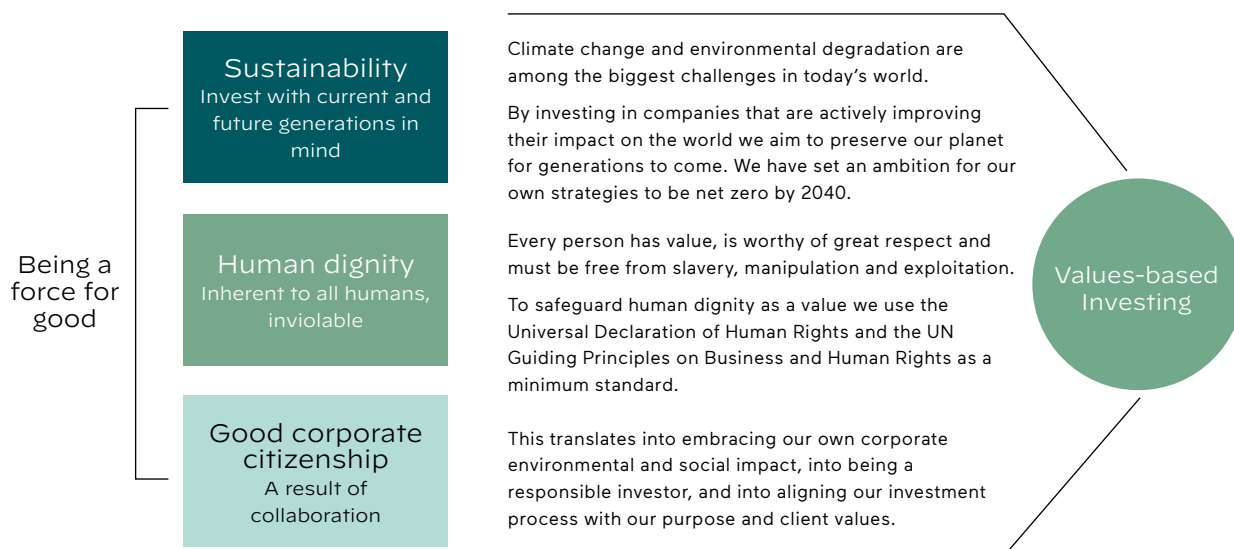 Being a
force for
good
Sustainability
Invest with current and
future generations in
mind
Climate change and environmental degradation are
among the biggest challenges in today's world.
By investing in companies that are actively improving
their impact on the world we aim to preserve our planet
for generations to come. We have set an ambition for our
own strategies to be net zero by 2040.
Human dignity
Inherent to all humans,
inviolable
Every person has value, is worthy of great respect and
must be free from slavery, manipulation and exploitation.
To safeguard human dignity as a value we use the
Universal Declaration of Human Rights and the UN
Guiding Principles on Business and Human Rights as a
minimum standard.
Good corporate
citizenship
A result of
collaboration
This translates into embracing our own corporate
environmental and social impact, into being a
responsible investor, and into aligning our investment
process with our purpose and client values.
Values-based
Investing